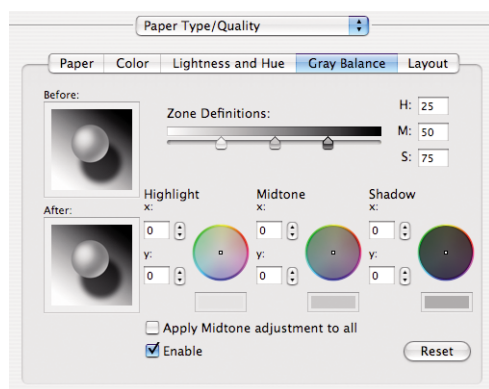 Paper Type/Quality
Paper Color Lightness and Hue Gray Balance Layout
Before:
Zone Definitions:
H: 25
M: 50
S: 75
After:
Highlight Midtone Shadow
x: x: x:
0 0 0
y: y: y:
0 0 0
Apply Midtone adjustment to all
Enable
Reset